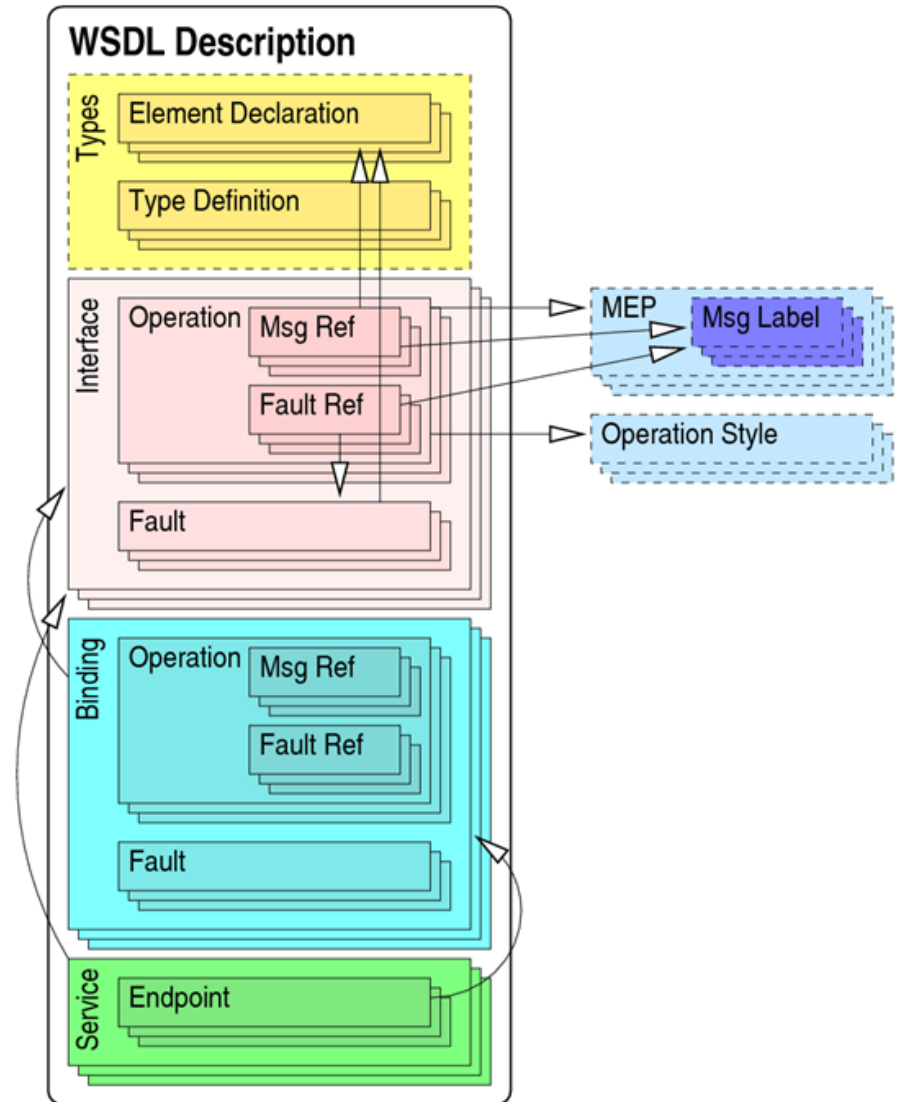 WSDL Description
Types
Element Declaration
Type Definition
Interface
Operation
Msg Ref
Fault Ref
Fault
MEP
Msg Label
Operation Style
Binding
Operation
Msg Ref
Fault Ref
Fault
Service
Endpoint